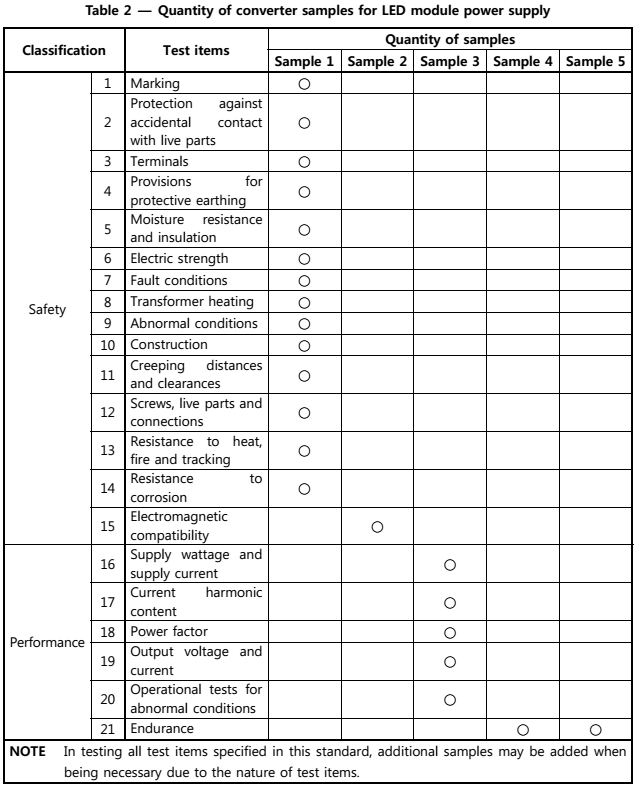 Table 2 — Quantity of converter samples for LED module power supply
Classification
Test items
Quantity of samples
Sample 1 Sample 2 Sample 3 Sample 4 Sample 5
Safety
1 Marking ○
2 Protection against
accidental contact
with live parts ○
3 Terminals ○
4 Provisions for
protective earthing ○
5 Moisture resistance
and insulation ○
6 Electric strength ○
7 Fault conditions ○
8 Transformer heating ○
9 Abnormal conditions ○
10 Construction ○
11 Creeping distances
and clearances ○
12 Screws, live parts and
connections ○
13 Resistance to heat,
fire and tracking ○
14 Resistance to
corrosion ○
15 Electromagnetic
compatibility ○
Performance
16 Supply wattage and
supply current ○
17 Current harmonic
content ○
18 Power factor ○
19 Output voltage and
current ○
20 Operational tests for
abnormal conditions ○
21 Endurance ○ ○
NOTE In testing all test items specified in this standard, additional samples may be added when
being necessary due to the nature of test items.